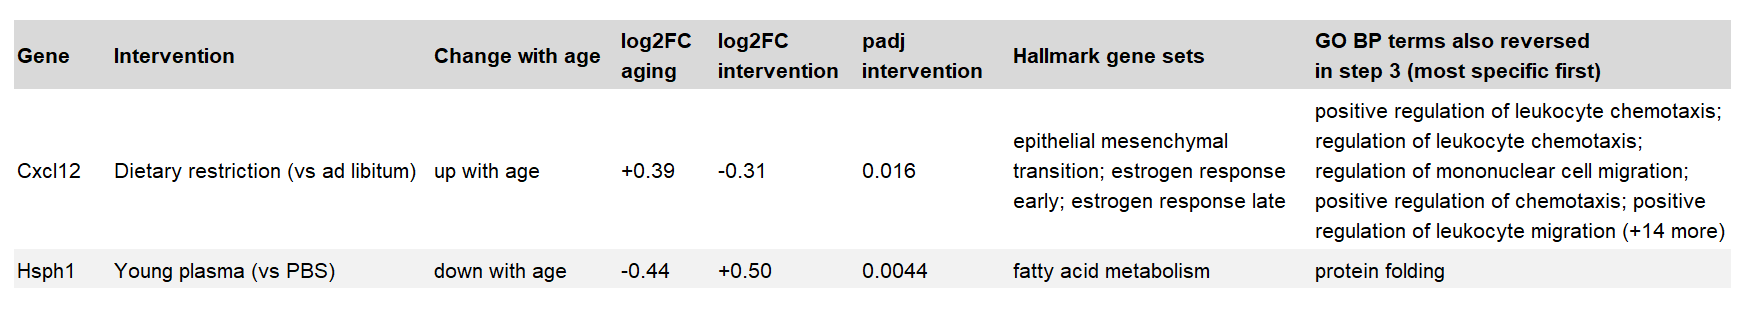 Gene Intervention Change with age log2FC aging log2FC intervention padj intervention Hallmark gene sets GO BP terms also reversed in step 3 (most specific first)
Cxcl12 Dietary restriction (vs ad libitum) up with age +0.39 -0.31 0.016 epithelial mesenchymal transition; estrogen response early; estrogen response late positive regulation of leukocyte chemotaxis; regulation of leukocyte chemotaxis; regulation of mononuclear cell migration; positive regulation of chemotaxis; positive regulation of leukocyte migration (+14 more)
Hsph1 Young plasma (vs PBS) down with age -0.44 +0.50 0.0044 fatty acid metabolism protein folding